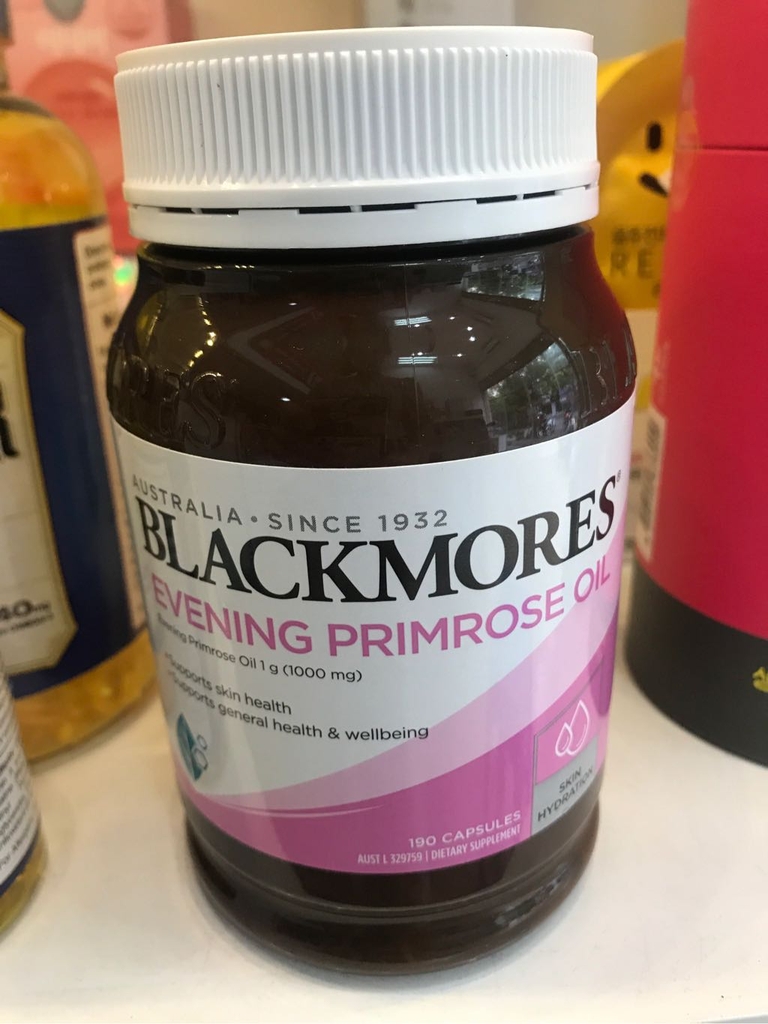 AUSTRALIA • SINCE 1932
BLACKMORES®
EVENING PRIMROSE OIL
Evening Primrose Oil 1 g (1000 mg)
Supports skin health
Supports general health & wellbeing
SKIN
HYDRATION
190 CAPSULES
AUST L 329759 | DIETARY SUPPLEMENT
RE